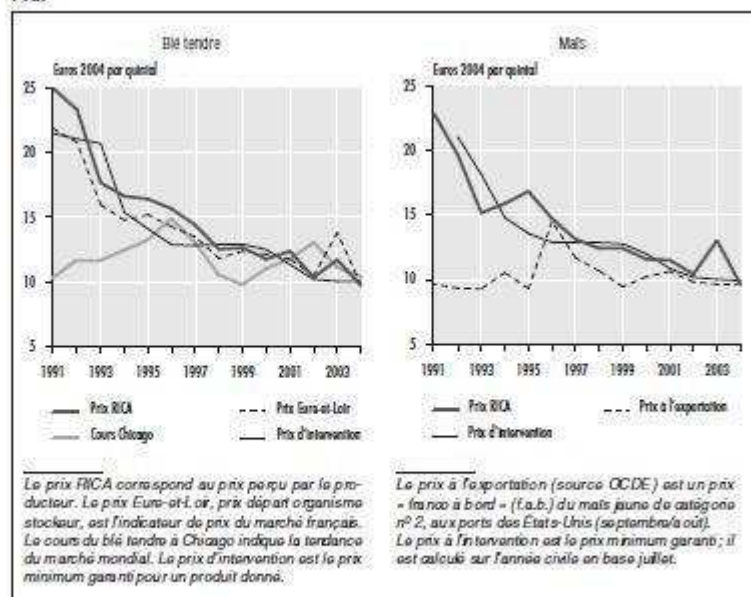 Blé tendre
Euros 2004 par quintal
25
20
15
10
5
1991 1993 1995 1997 1999 2001 2003
Prix RICA
Prix Eure-et-Loir
Cours Chicago
Prix d'intervention
Le prix RICA correspond au prix perçu par le pro-
ducteur. Le prix Eure-et-Loir, prix départ organisme
stockeur, est l'indicateur de prix du marché français.
Le cours du blé tendre à Chicago indique la tendance
du marché mondial. Le prix d'intervention est le prix
minimum garanti pour un produit donné.
Maïs
Euros 2004 par quintal
25
20
15
10
5
1991 1993 1995 1997 1999 2001 2003
Prix RICA
Prix à l'exportation
Prix d'intervention
Le prix à l'exportation (source OCDE) est un prix
« franco à bord » (f.a.b.) du maïs jaune de catégorie
nº 2, aux ports des États-Unis (septembre/août).
Le prix à l'intervention est le prix minimum garanti ; il
est calculé sur l'année civile en base juillet.